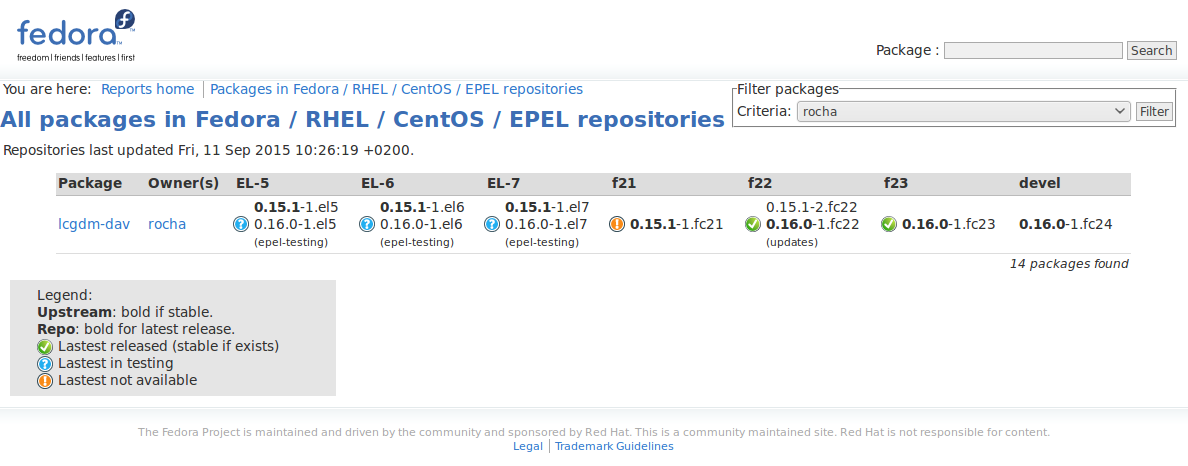 fedora
freedom | friends | features | first
Package : Search
You are here: Reports home | Packages in Fedora / RHEL / CentOS / EPEL repositories
Filter packages
Criteria: rocha Filter
All packages in Fedora / RHEL / CentOS / EPEL repositories
Repositories last updated Fri, 11 Sep 2015 10:26:19 +0200.
Package Owner(s) EL-5 EL-6 EL-7 f21 f22 f23 devel
0.15.1-1.el5 0.15.1-1.el6 0.15.1-1.el7 0.15.1-2.fc22
lcgdm-dav rocha 0.16.0-1.el5 0.16.0-1.el6 0.16.0-1.el7 0.15.1-1.fc21 0.16.0-1.fc22 0.16.0-1.fc23 0.16.0-1.fc24
(epel-testing) (epel-testing) (epel-testing) (updates)
14 packages found
Legend:
Upstream: bold if stable.
Repo: bold for latest release.
Lastest released (stable if exists)
Lastest in testing
Lastest not available
The Fedora Project is maintained and driven by the community and sponsored by Red Hat. This is a community maintained site. Red Hat is not responsible for content.
Legal | Trademark Guidelines